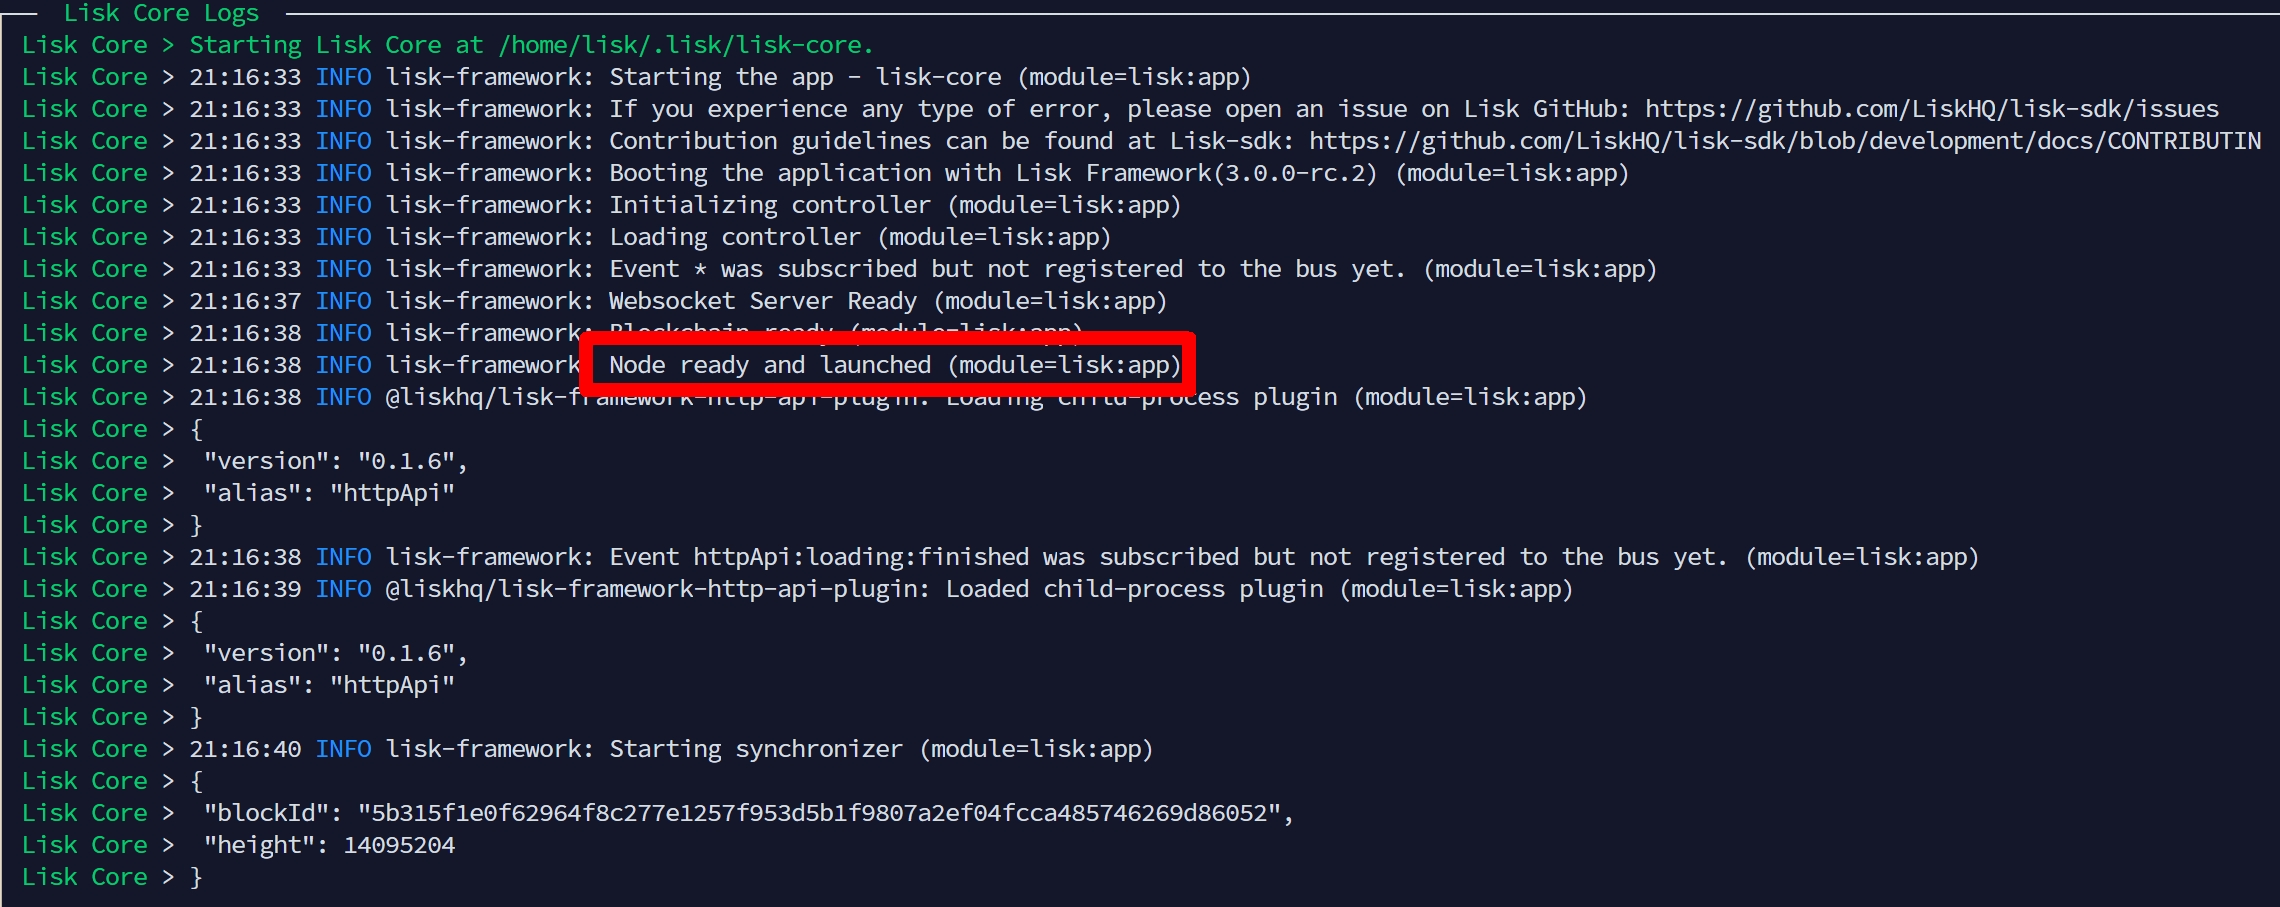 Lisk Core Logs
Lisk Core > Starting Lisk Core at /home/lisk/.lisk/lisk-core.
Lisk Core > 21:16:33 INFO lisk-framework: Starting the app - lisk-core (module=lisk:app)
Lisk Core > 21:16:33 INFO lisk-framework: If you experience any type of error, please open an issue on Lisk GitHub: https://github.com/LiskHQ/lisk-sdk/issues
Lisk Core > 21:16:33 INFO lisk-framework: Contribution guidelines can be found at Lisk-sdk: https://github.com/LiskHQ/lisk-sdk/blob/development/docs/CONTRIBUTIN
Lisk Core > 21:16:33 INFO lisk-framework: Booting the application with Lisk Framework(3.0.0-rc.2) (module=lisk:app)
Lisk Core > 21:16:33 INFO lisk-framework: Initializing controller (module=lisk:app)
Lisk Core > 21:16:33 INFO lisk-framework: Loading controller (module=lisk:app)
Lisk Core > 21:16:33 INFO lisk-framework: Event * was subscribed but not registered to the bus yet. (module=lisk:app)
Lisk Core > 21:16:37 INFO lisk-framework: Websocket Server Ready (module=lisk:app)
Lisk Core > 21:16:38 INFO lisk-framework: Blockchain ready (module=lisk:app)
Lisk Core > 21:16:38 INFO lisk-framework Node ready and launched (module=lisk:app)
Lisk Core > 21:16:38 INFO @liskhq/lisk-framework-http-api-plugin: Loading child-process plugin (module=lisk:app)
Lisk Core > {
Lisk Core >  "version": "0.1.6",
Lisk Core >  "alias": "httpApi"
Lisk Core > }
Lisk Core > 21:16:38 INFO lisk-framework: Event httpApi:loading:finished was subscribed but not registered to the bus yet. (module=lisk:app)
Lisk Core > 21:16:39 INFO @liskhq/lisk-framework-http-api-plugin: Loaded child-process plugin (module=lisk:app)
Lisk Core > {
Lisk Core >  "version": "0.1.6",
Lisk Core >  "alias": "httpApi"
Lisk Core > }
Lisk Core > 21:16:40 INFO lisk-framework: Starting synchronizer (module=lisk:app)
Lisk Core > {
Lisk Core >  "blockId": "5b315f1e0f62964f8c277e1257f953d5b1f9807a2ef04fcca485746269d86052",
Lisk Core >  "height": 14095204
Lisk Core > }